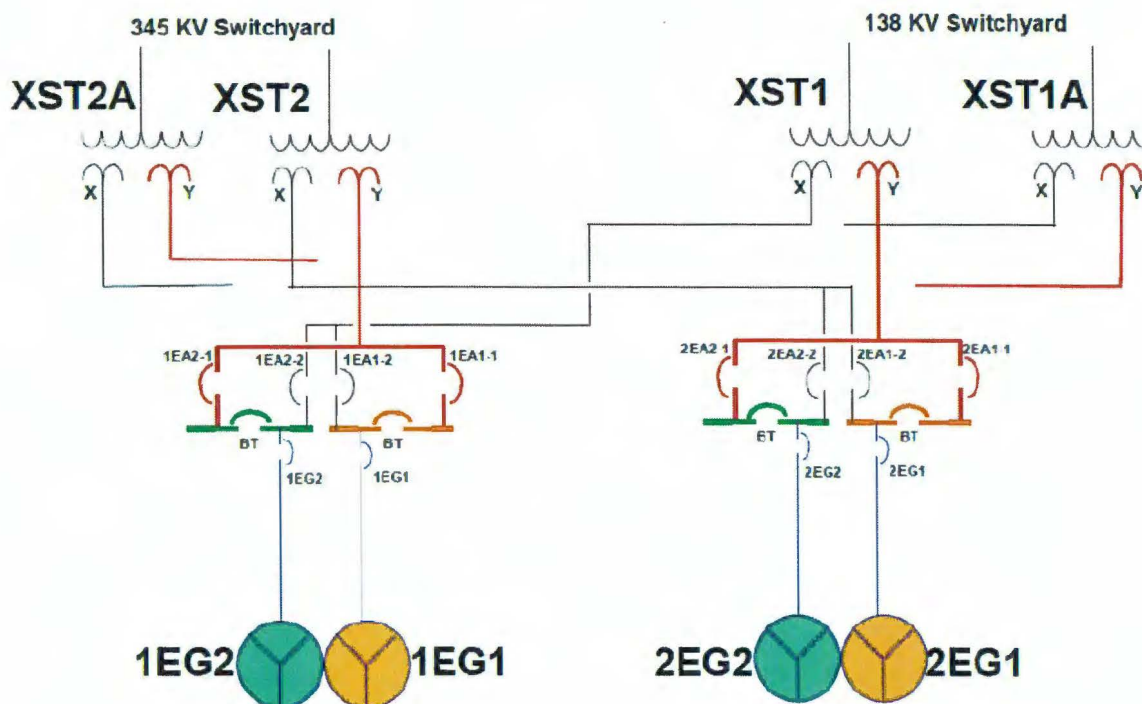 345 KV Switchyard
138 KV Switchyard
XST2A
XST2
XST1
XST1A
X
Y
X
Y
X
Y
X
Y
1EA2-1
1EA2-2
1EA1-2
1EA1-1
2EA2-1
2EA2-2
2EA1-2
2EA1-1
BT
BT
BT
BT
1EG2
1EG1
2EG2
2EG1
1EG2
1EG1
2EG2
2EG1